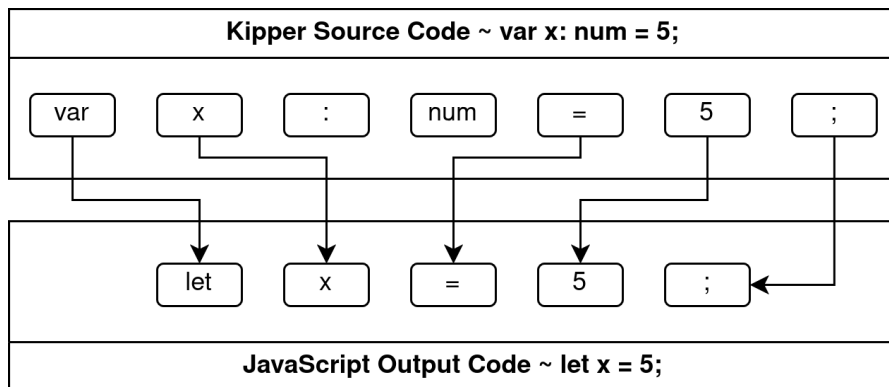 Kipper Source Code ~ var x: num = 5;
var x : num = 5 ;
let x = 5 ;
JavaScript Output Code ~ let x = 5;